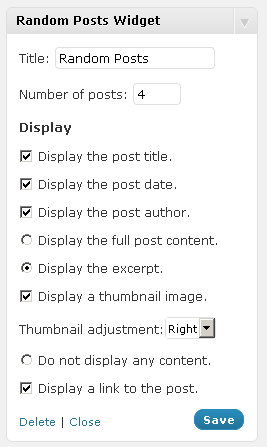 Random Posts Widget
Title: Random Posts
Number of posts: 4
Display
Display the post title.
Display the post date.
Display the post author.
Display the full post content.
Display the excerpt.
Display a thumbnail image.
Thumbnail adjustment: Right
Do not display any content.
Display a link to the post.
Delete | Close Save